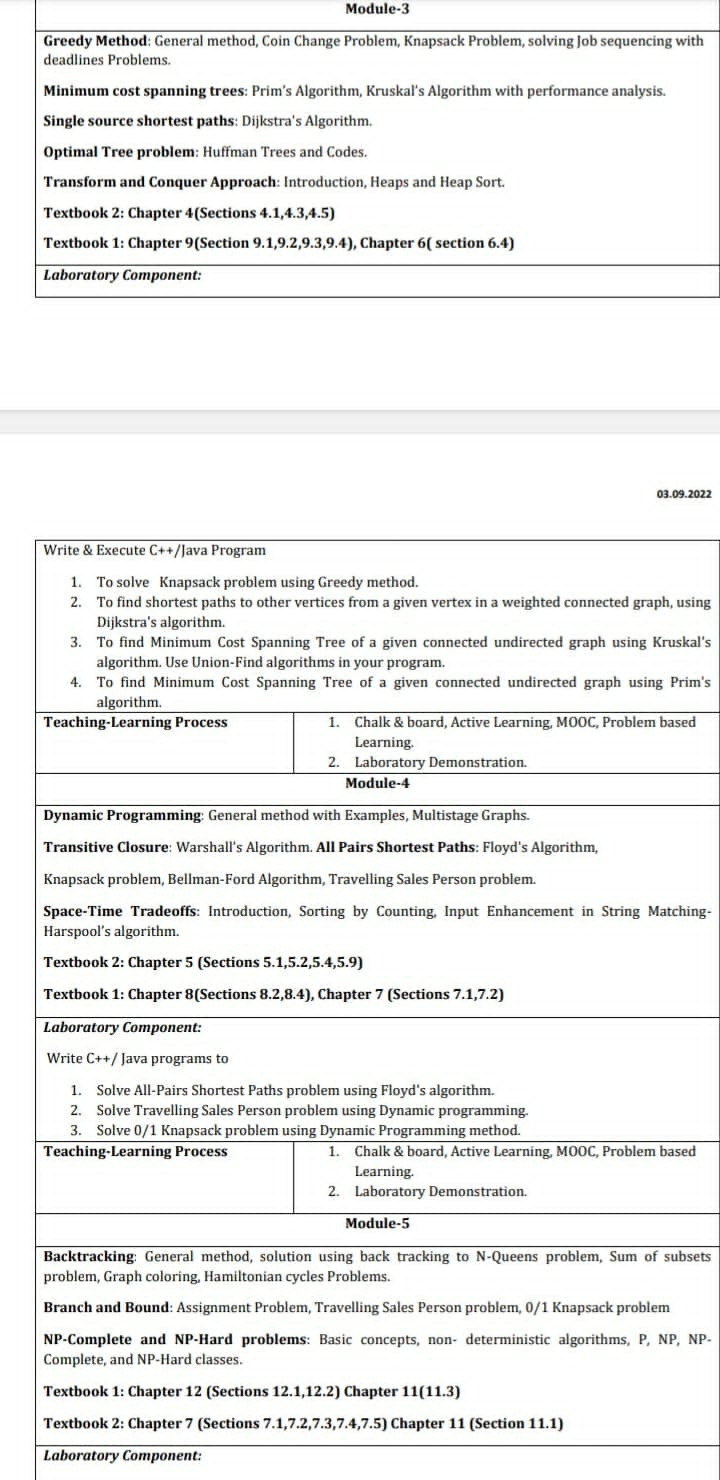 Module-3
Greedy Method: General method, Coin Change Problem, Knapsack Problem, solving Job sequencing with
deadlines Problems.
Minimum cost spanning trees: Prim's Algorithm, Kruskal's Algorithm with performance analysis.
Single source shortest paths: Dijkstra's Algorithm.
Optimal Tree problem: Huffman Trees and Codes.
Transform and Conquer Approach: Introduction, Heaps and Heap Sort.
Textbook 2: Chapter 4(Sections 4.1,4.3,4.5)
Textbook 1: Chapter 9(Section 9.1,9.2,9.3,9.4), Chapter 6( section 6.4)
Laboratory Component:
03.09.2022
Write & Execute C++/Java Program
1. To solve Knapsack problem using Greedy method.
2. To find shortest paths to other vertices from a given vertex in a weighted connected graph, using
Dijkstra's algorithm.
3. To find Minimum Cost Spanning Tree of a given connected undirected graph using Kruskal's
algorithm. Use Union-Find algorithms in your program.
4. To find Minimum Cost Spanning Tree of a given connected undirected graph using Prim's
algorithm.
Teaching-Learning Process
1. Chalk & board, Active Learning, MOOC, Problem based
Learning.
2. Laboratory Demonstration.
Module-4
Dynamic Programming: General method with Examples, Multistage Graphs.
Transitive Closure: Warshall's Algorithm. All Pairs Shortest Paths: Floyd's Algorithm,
Knapsack problem, Bellman-Ford Algorithm, Travelling Sales Person problem.
Space-Time Tradeoffs: Introduction, Sorting by Counting, Input Enhancement in String Matching-
Harspool's algorithm.
Textbook 2: Chapter 5 (Sections 5.1,5.2,5.4,5.9)
Textbook 1: Chapter 8(Sections 8.2,8.4), Chapter 7 (Sections 7.1,7.2)
Laboratory Component:
Write C++/ Java programs to
1. Solve All-Pairs Shortest Paths problem using Floyd's algorithm.
2. Solve Travelling Sales Person problem using Dynamic programming.
3. Solve 0/1 Knapsack problem using Dynamic Programming method.
Teaching-Learning Process
1. Chalk & board, Active Learning, MOOC, Problem based
Learning.
2. Laboratory Demonstration.
Module-5
Backtracking: General method, solution using back tracking to N-Queens problem, Sum of subsets
problem, Graph coloring, Hamiltonian cycles Problems.
Branch and Bound: Assignment Problem, Travelling Sales Person problem, 0/1 Knapsack problem
NP-Complete and NP-Hard problems: Basic concepts, non- deterministic algorithms, P, NP, NP-
Complete, and NP-Hard classes.
Textbook 1: Chapter 12 (Sections 12.1,12.2) Chapter 11(11.3)
Textbook 2: Chapter 7 (Sections 7.1,7.2,7.3,7.4,7.5) Chapter 11 (Section 11.1)
Laboratory Component: